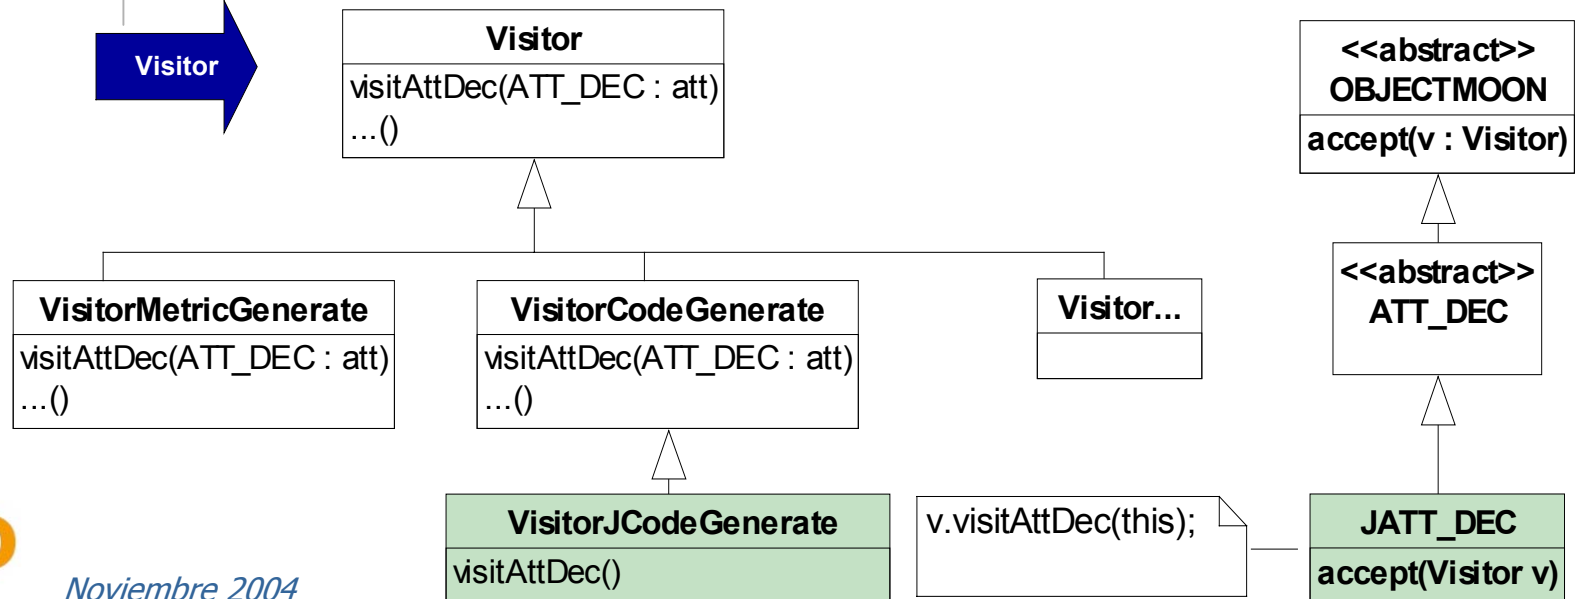 Visitor
Visitor
visitAttDec(ATT_DEC : att)
...()
<<abstract>>
OBJECTMOON
accept(v : Visitor)
VisitorMetricGenerate
visitAttDec(ATT_DEC : att)
...()
VisitorCodeGenerate
visitAttDec(ATT_DEC : att)
...()
Visitor...
<<abstract>>
ATT_DEC
VisitorJCodeGenerate
visitAttDec()
v.visitAttDec(this);
JATT_DEC
accept(Visitor v)
Noviembre 2004